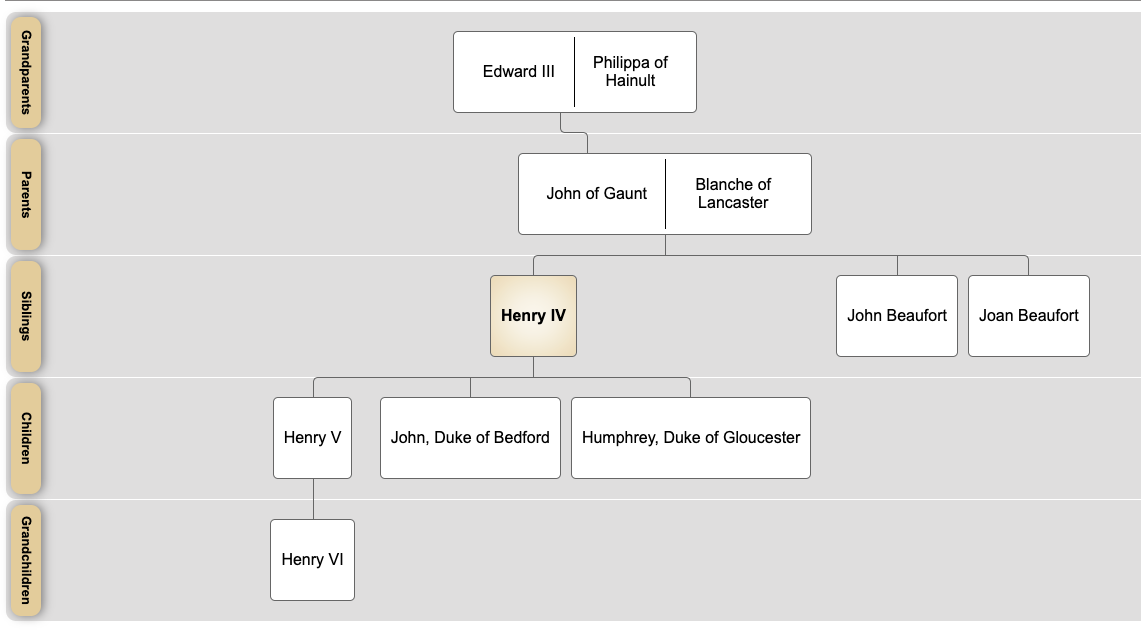 Grandparents
Edward III
Philippa of
Hainult
Parents
John of Gaunt
Blanche of
Lancaster
Siblings
Henry IV
John Beaufort
Joan Beaufort
Children
Henry V
John, Duke of Bedford
Humphrey, Duke of Gloucester
Grandchildren
Henry VI